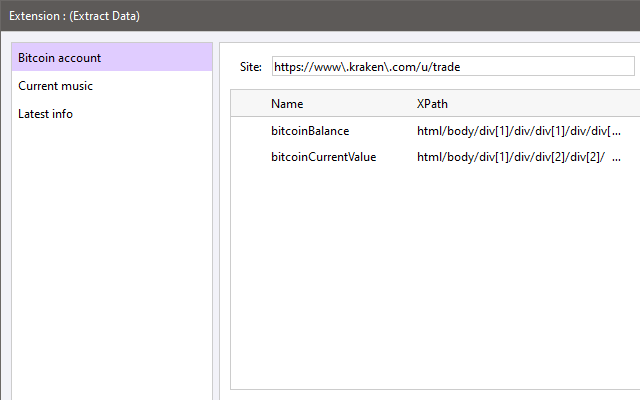 Extension : (Extract Data)
Bitcoin account
Current music
Latest info
Site: https://www\.kraken\.com/u/trade
Name XPath
bitcoinBalance html/body/div[1]/div/div[1]/div/div[ ...
bitcoinCurrentValue html/body/div[1]/div/div[2]/div[2]/ ...